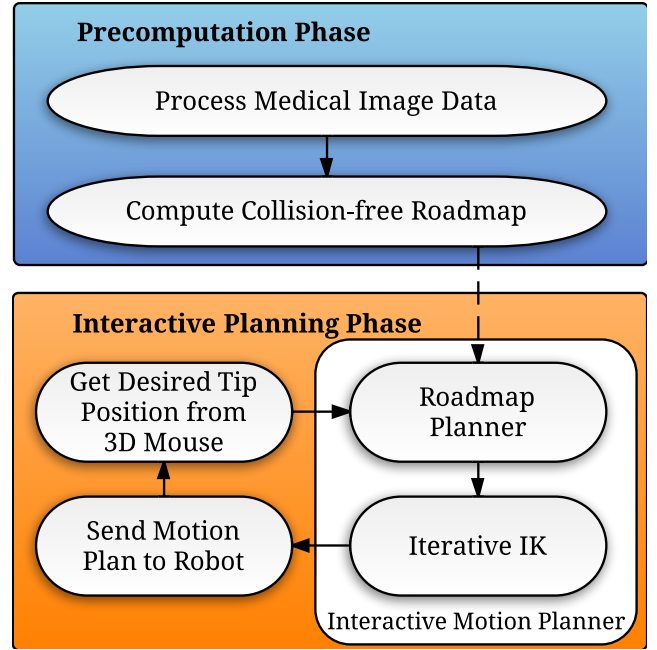 Precomputation Phase
Process Medical Image Data
Compute Collision-free Roadmap
Interactive Planning Phase
Get Desired Tip
Position from
3D Mouse
Roadmap
Planner
Send Motion
Plan to Robot
Iterative IK
Interactive Motion Planner